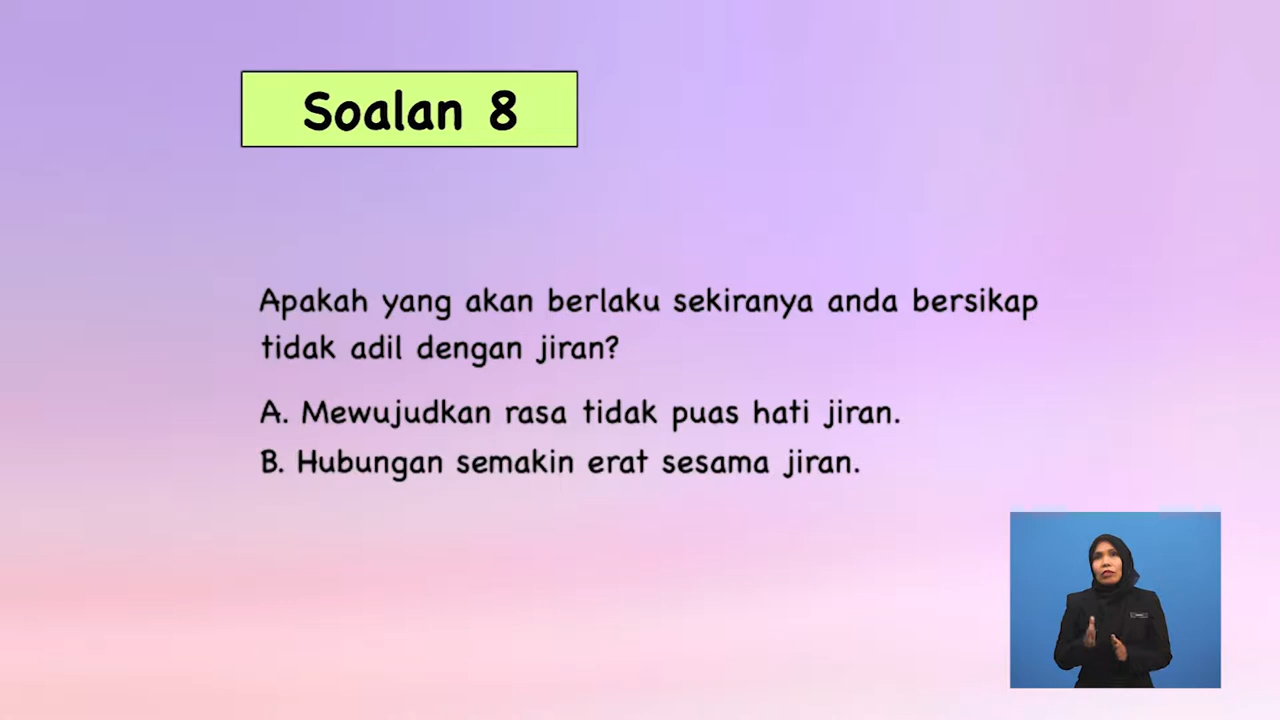 Soalan 8
Apakah yang akan berlaku sekiranya anda bersikap
tidak adil dengan jiran?
A. Mewujudkan rasa tidak puas hati jiran.
B. Hubungan semakin erat sesama jiran.